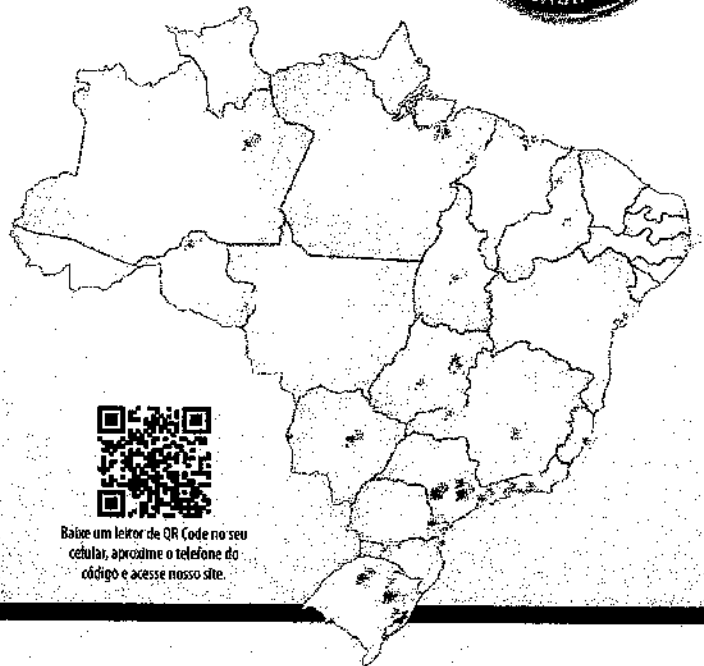 Baixe um leitor de QR Code no seu
celular, aproxime o telefone do
código e acesse nosso site.